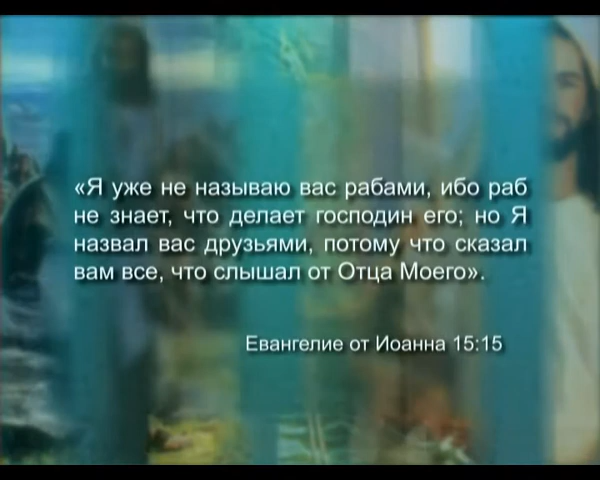 «Я уже не называю вас рабами, ибо раб
не знает, что делает господин его; но Я
назвал вас друзьями, потому что сказал
вам все, что слышал от Отца Моего».
Евангелие от Иоанна 15:15